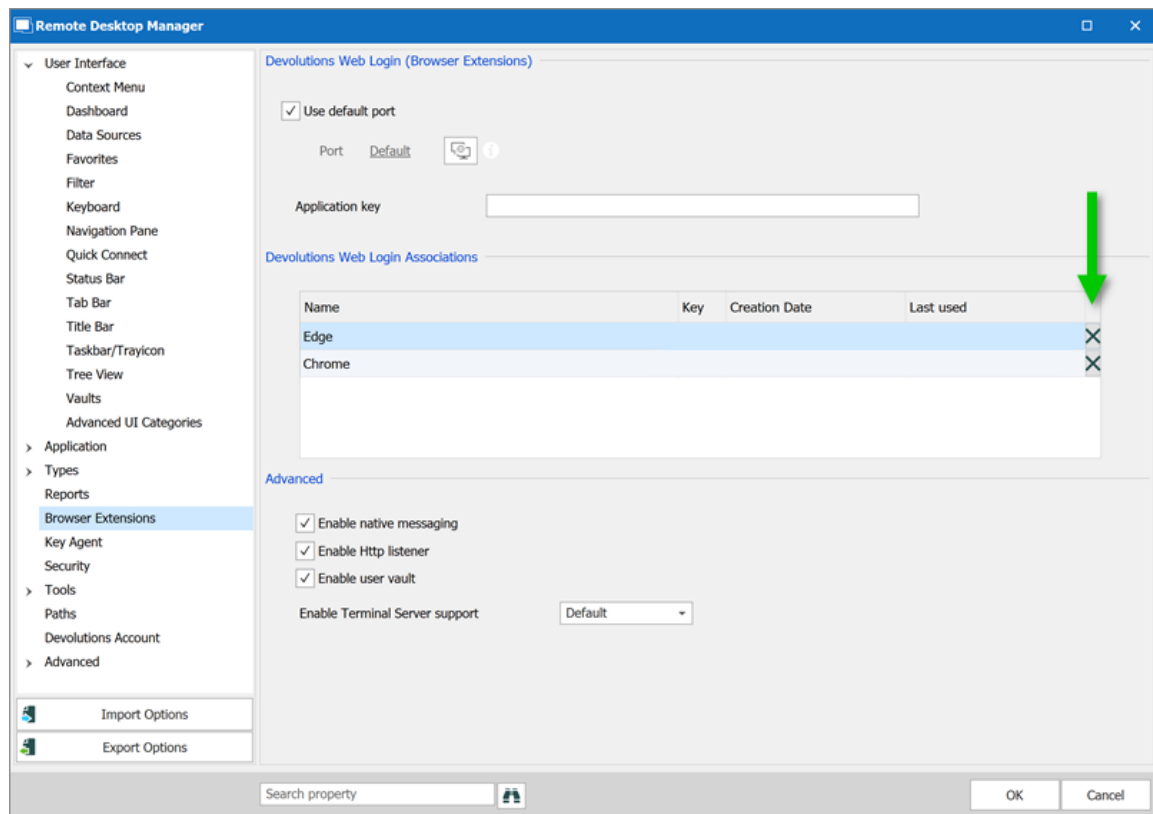 Remote Desktop Manager
User Interface
Context Menu
Dashboard
Data Sources
Favorites
Filter
Keyboard
Navigation Pane
Quick Connect
Status Bar
Tab Bar
Title Bar
Taskbar/Trayicon
Tree View
Vaults
Advanced UI Categories
Application
Types
Reports
Browser Extensions
Key Agent
Security
Tools
Paths
Devolutions Account
Advanced
Import Options
Export Options
Devolutions Web Login (Browser Extensions)
Use default port
Port Default
Application key
Devolutions Web Login Associations
Name Key Creation Date Last used
Edge
Chrome
Advanced
Enable native messaging
Enable Http listener
Enable user vault
Enable Terminal Server support Default
Search property
OK Cancel